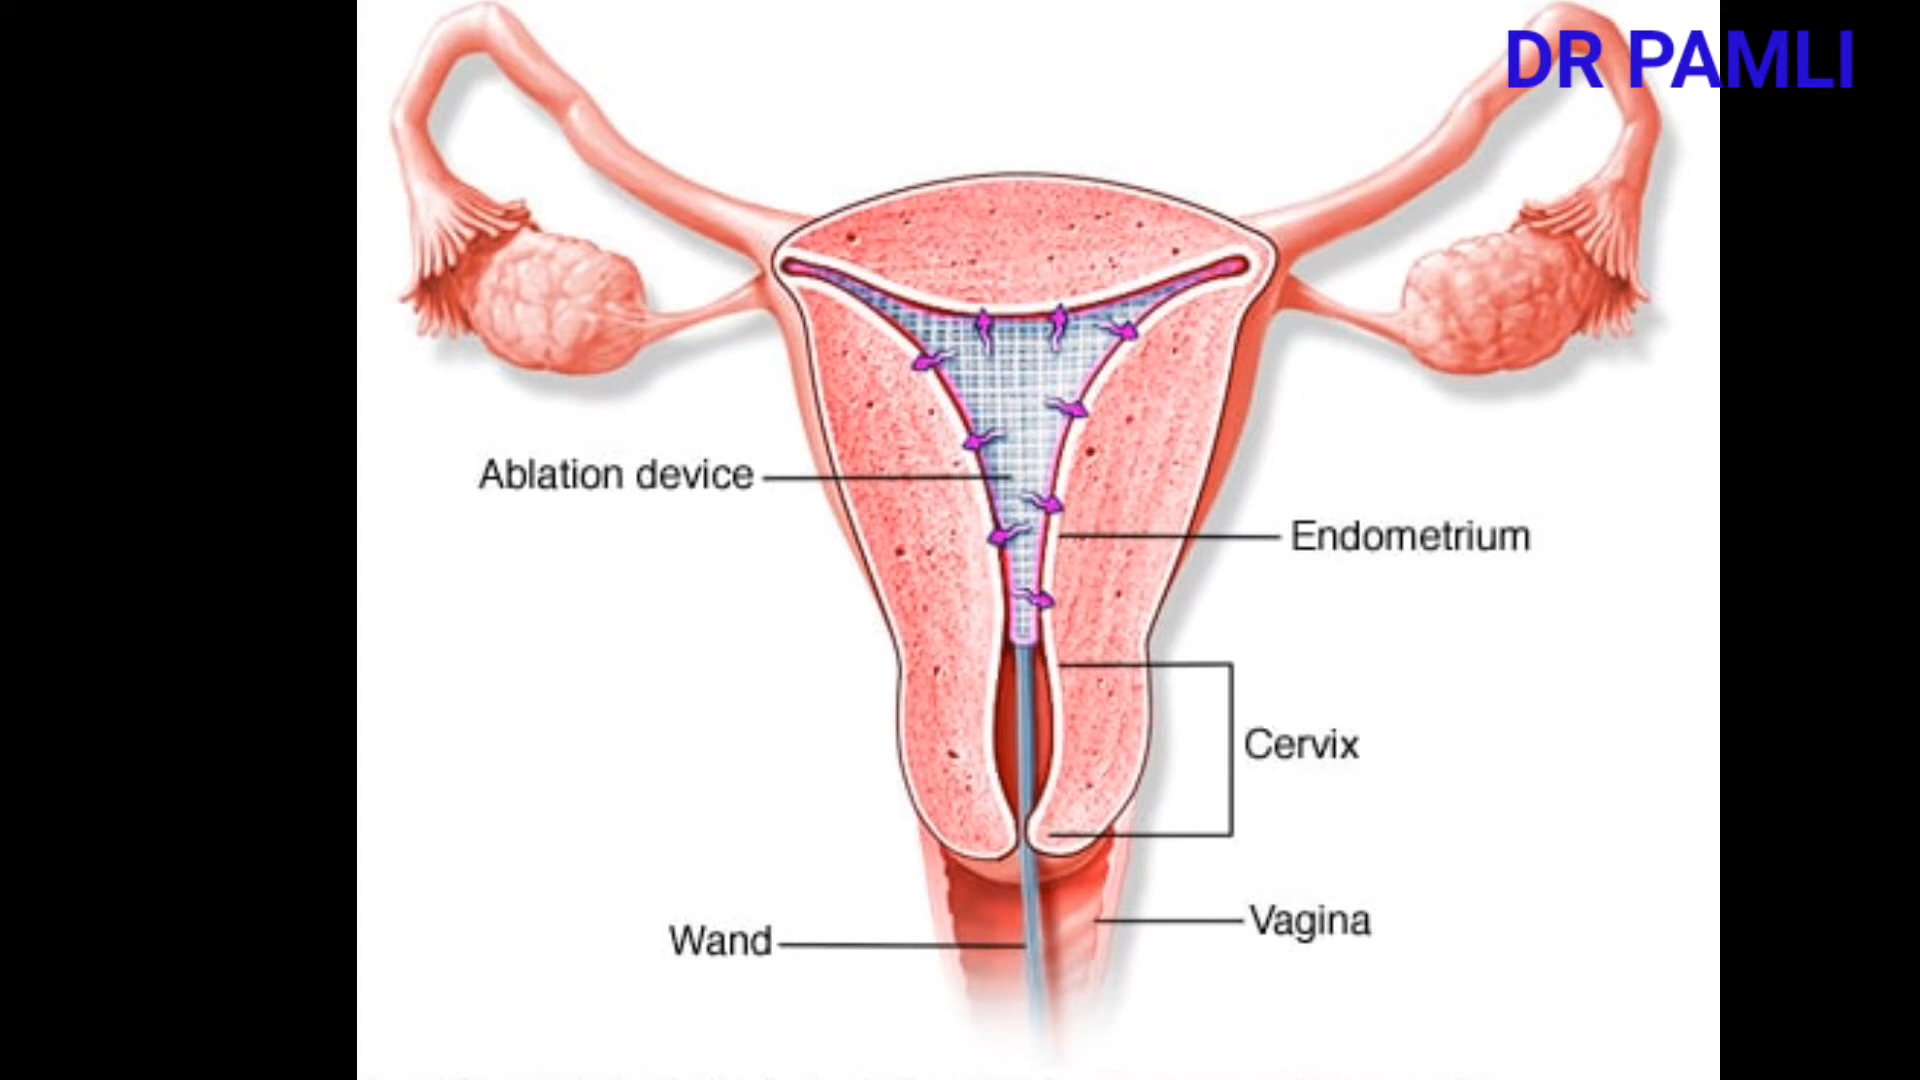 DR PAMLI
Ablation device
Endometrium
Cervix
Vagina
Wand